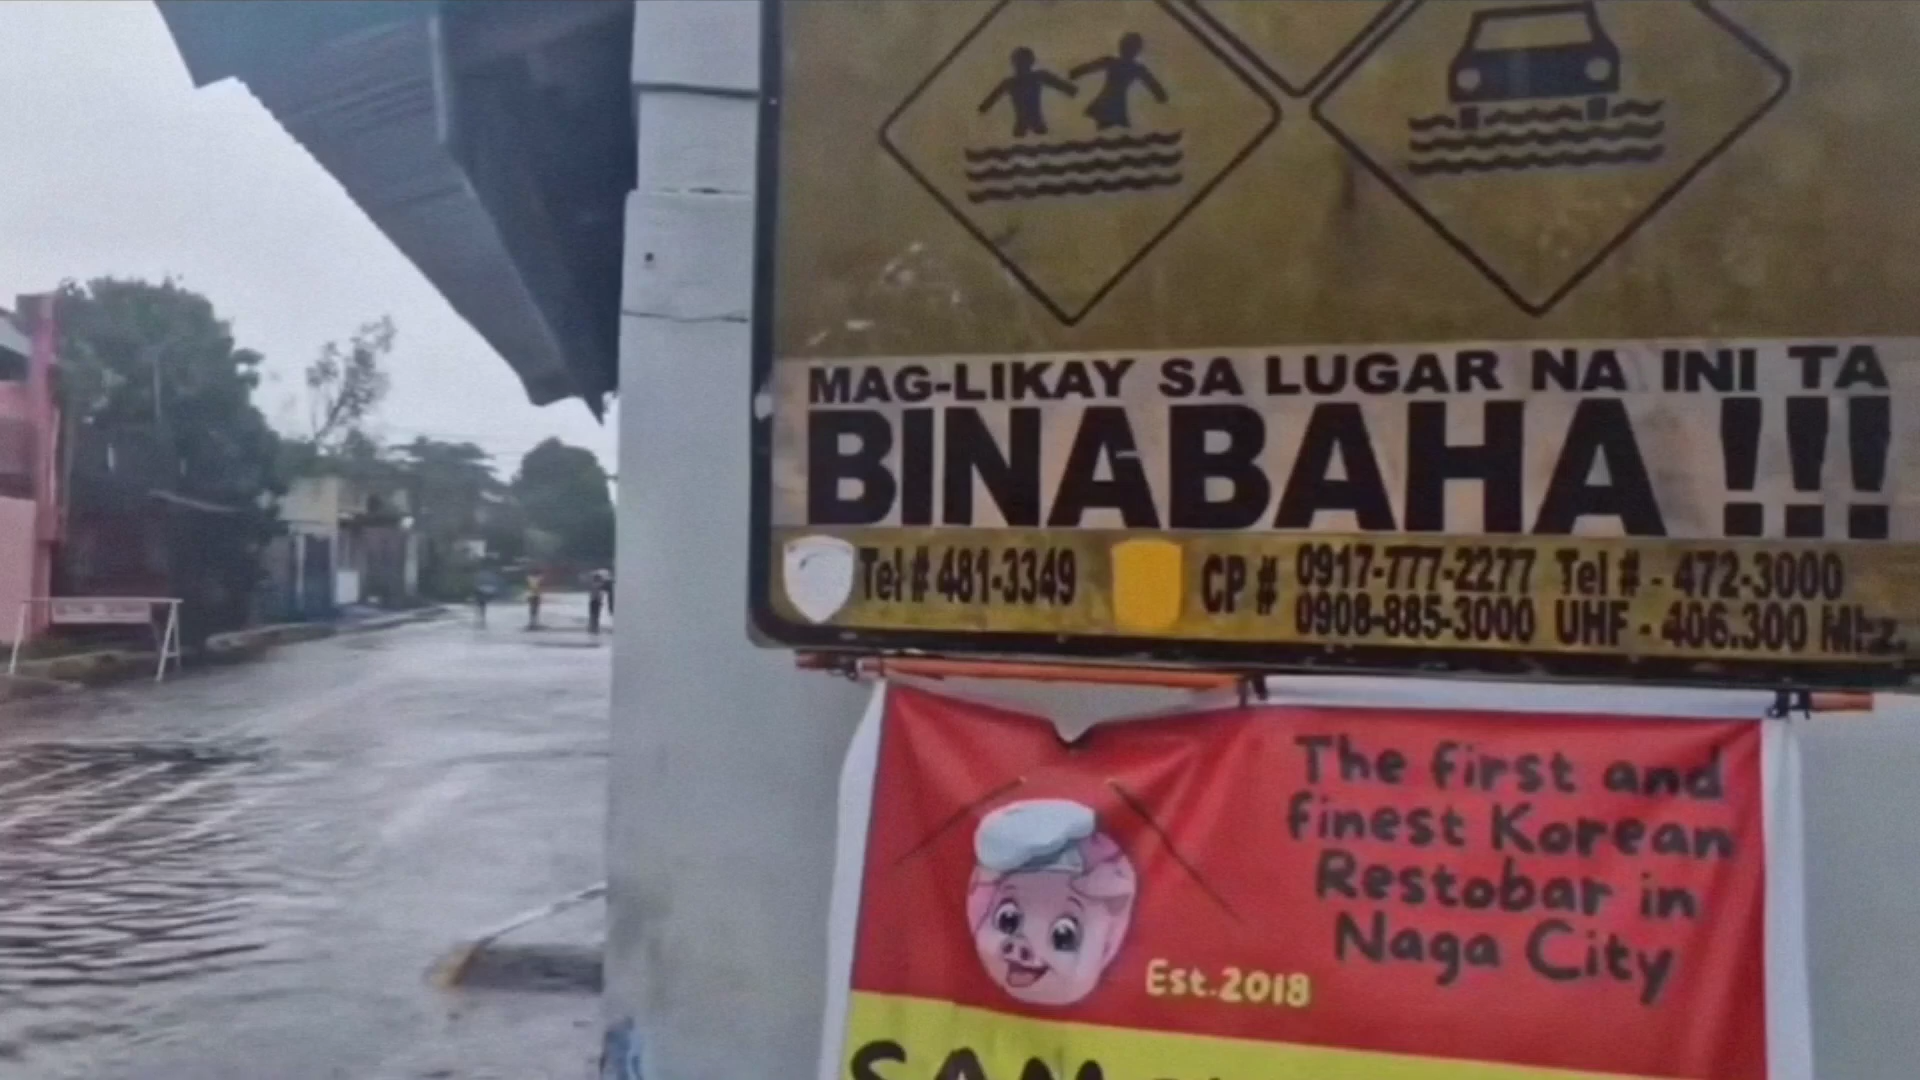 MAG-LIKAY SA LUGAR NA INI TA
BINABAHA !!!
Tel # 481-3349
CP # 0917-777-2277 Tel # - 472-3000
0908-885-3000 UHF - 406.300 Mhz.
The first and
finest Korean
Restobar in
Naga City
Est.2018